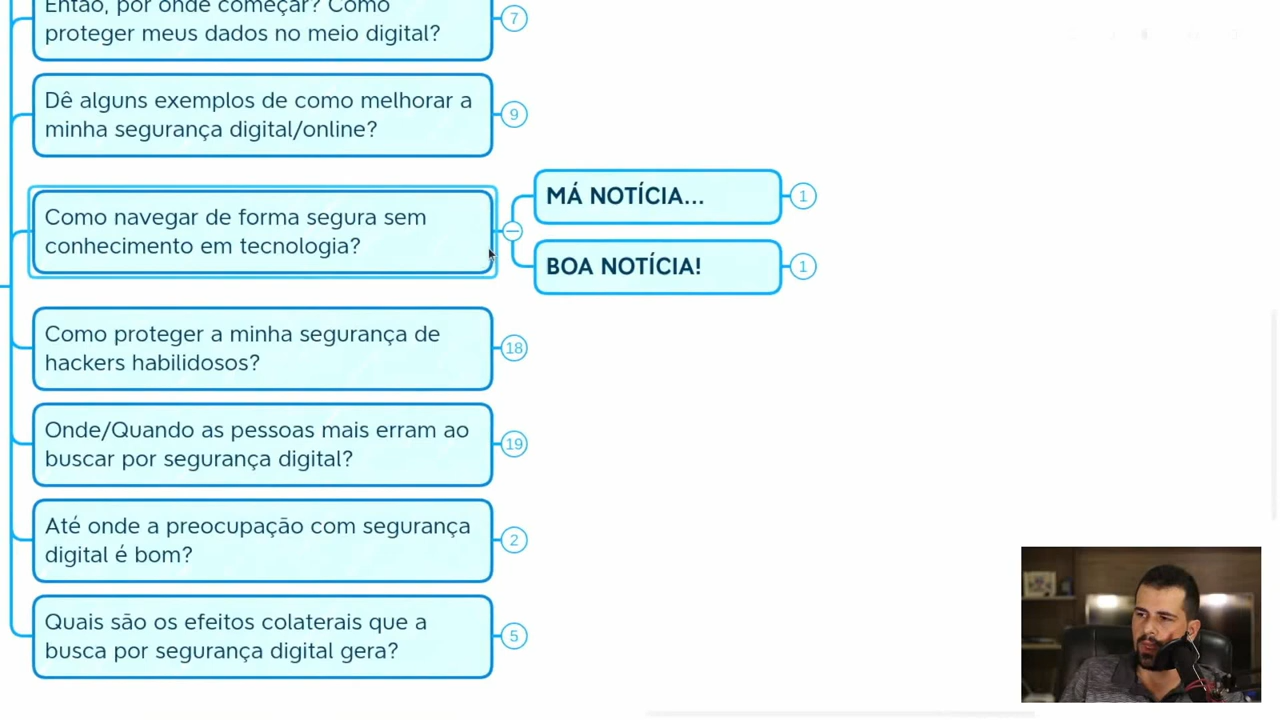 Então, por onde começar? Como
proteger meus dados no meio digital?
7
Dê alguns exemplos de como melhorar a
minha segurança digital/online?
9
Como navegar de forma segura sem
conhecimento em tecnologia?
MÁ NOTÍCIA...
1
BOA NOTÍCIA!
1
Como proteger a minha segurança de
hackers habilidosos?
18
Onde/Quando as pessoas mais erram ao
buscar por segurança digital?
19
Até onde a preocupação com segurança
digital é bom?
2
Quais são os efeitos colaterais que a
busca por segurança digital gera?
5